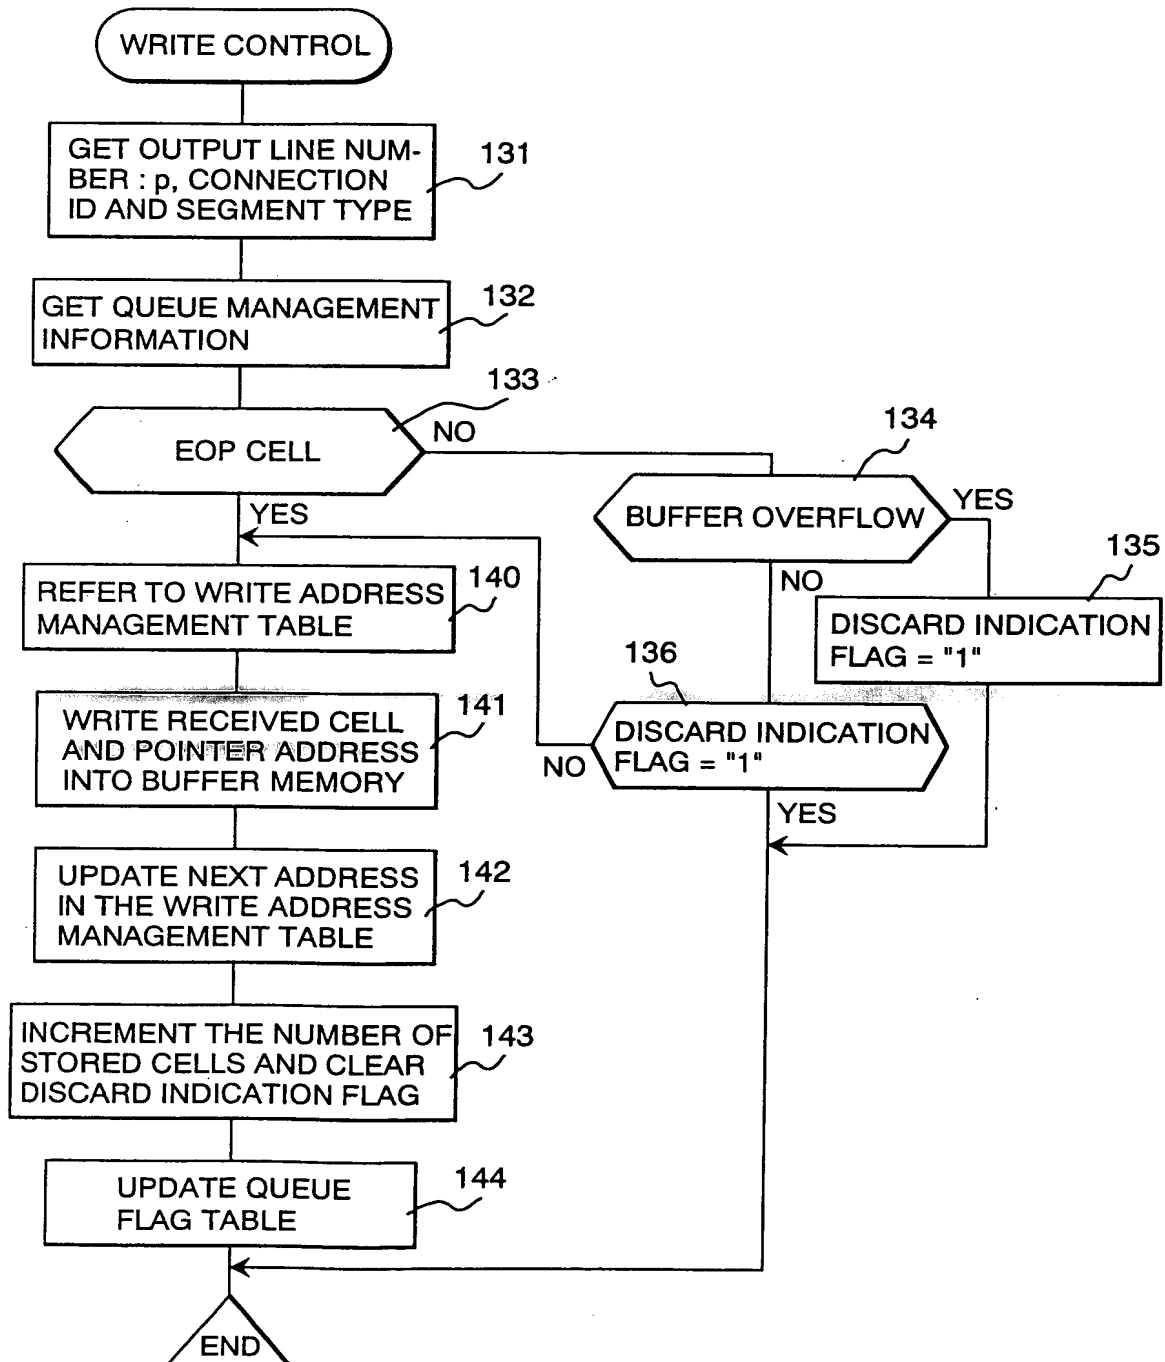 WRITE CONTROL
GET OUTPUT LINE NUM-
BER : p, CONNECTION
ID AND SEGMENT TYPE
131
GET QUEUE MANAGEMENT
INFORMATION
132
133
EOP CELL
NO
YES
134
BUFFER OVERFLOW
YES
NO
135
DISCARD INDICATION
FLAG = "1"
136
DISCARD INDICATION
FLAG = "1"
NO
YES
REFER TO WRITE ADDRESS
MANAGEMENT TABLE
140
WRITE RECEIVED CELL
AND POINTER ADDRESS
INTO BUFFER MEMORY
141
UPDATE NEXT ADDRESS
IN THE WRITE ADDRESS
MANAGEMENT TABLE
142
INCREMENT THE NUMBER OF
STORED CELLS AND CLEAR
DISCARD INDICATION FLAG
143
UPDATE QUEUE
FLAG TABLE
144
END